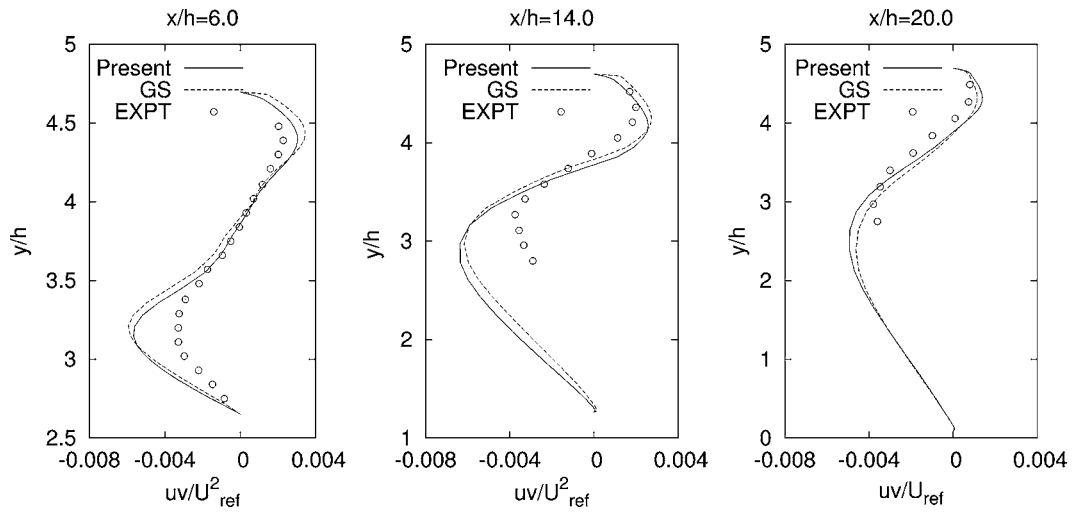 x/h=6.0
5
Present
GS
EXPT
4.5
4
3.5
3
2.5
y/h
-0.008
-0.004
0
0.004
uv/U²ref
x/h=14.0
5
Present
GS
EXPT
4
3
2
1
y/h
-0.008
-0.004
0
0.004
uv/U²ref
x/h=20.0
5
Present
GS
EXPT
4
3
2
1
0
y/h
-0.008
-0.004
0
0.004
uv/Uref